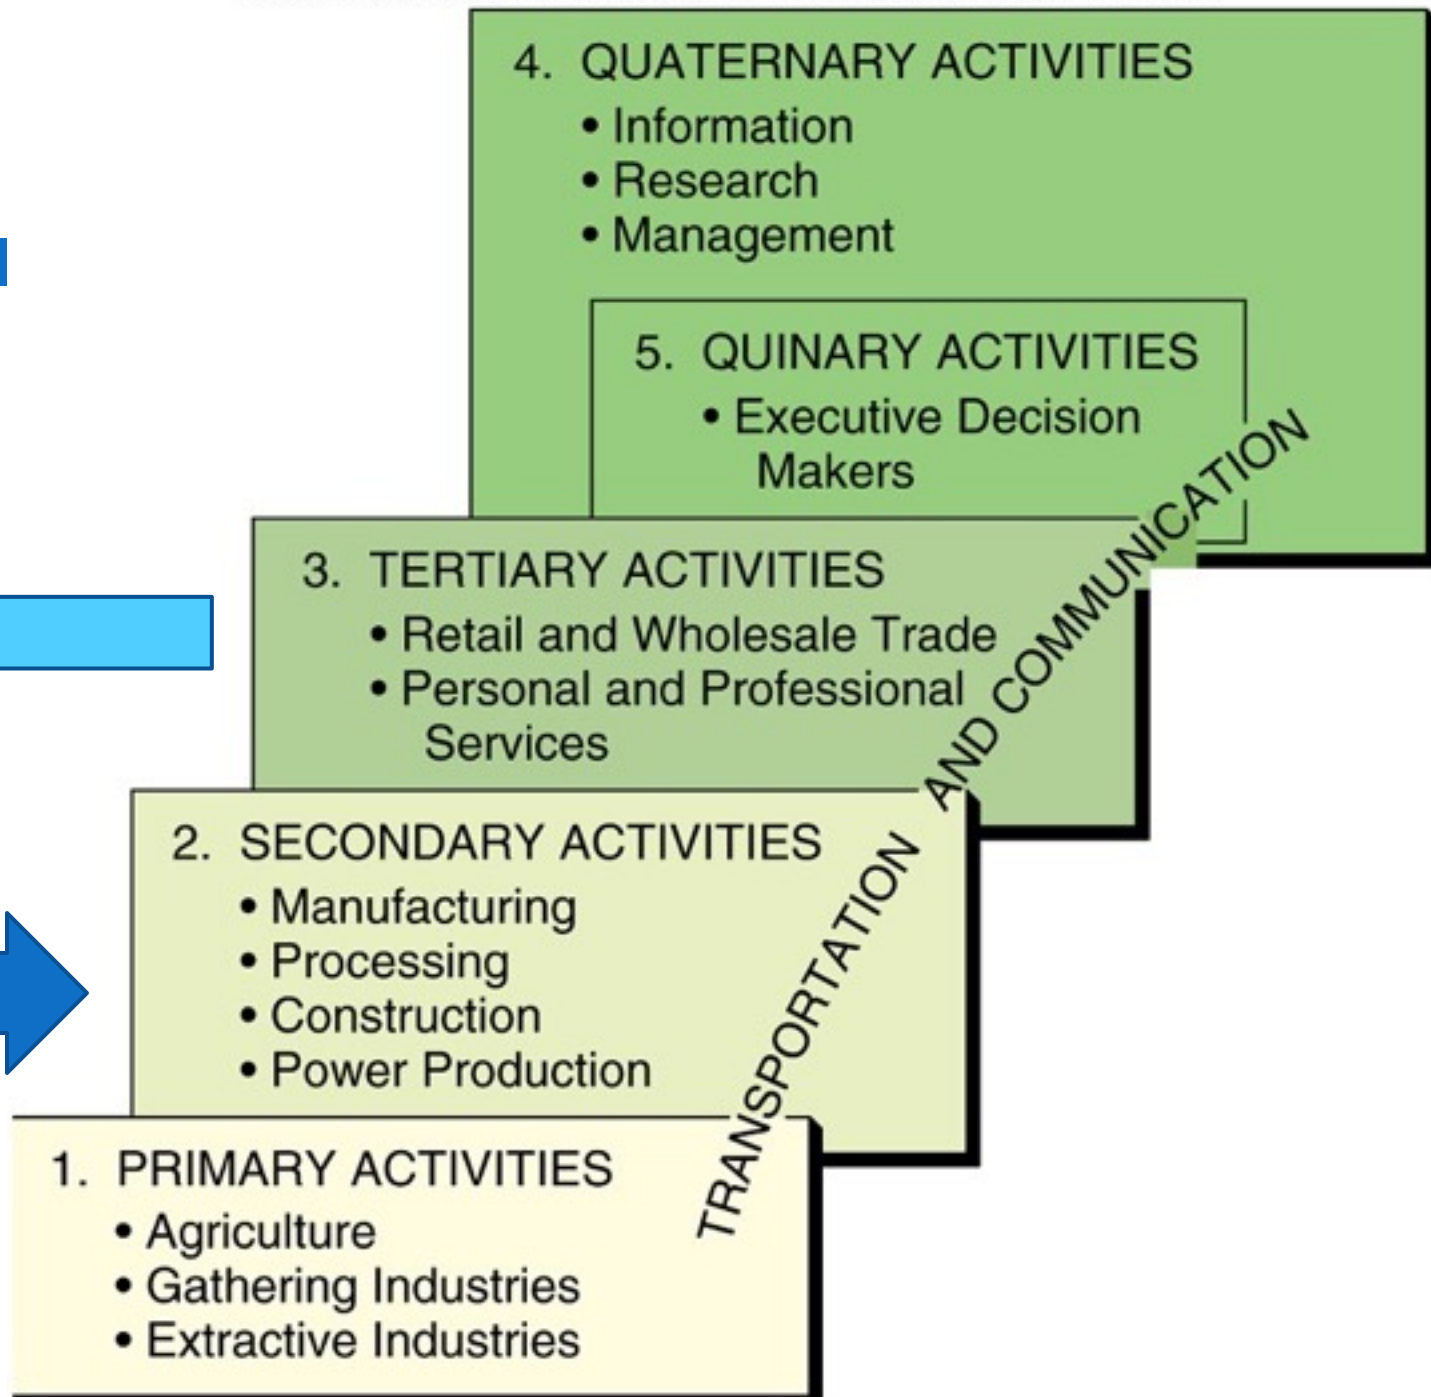 4. QUATERNARY ACTIVITIES
• Information
• Research
• Management
5. QUINARY ACTIVITIES
• Executive Decision
Makers
3. TERTIARY ACTIVITIES
• Retail and Wholesale Trade
• Personal and Professional
Services
2. SECONDARY ACTIVITIES
• Manufacturing
• Processing
• Construction
• Power Production
1. PRIMARY ACTIVITIES
• Agriculture
• Gathering Industries
• Extractive Industries
TRANSPORTATION AND COMMUNICATION